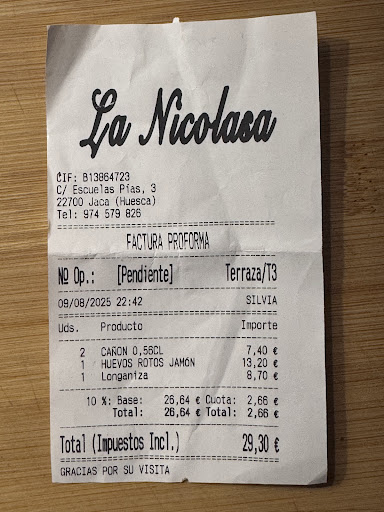 La Nicolasa
CIF: B13864723
C/ Escuelas Pías, 3
22700 Jaca (Huesca)
Tel: 974 579 826
FACTURA PROFORMA
Nº Op.: [Pendiente] Terraza/T3
09/08/2025 22:42 SILVIA
Uds. Producto Importe
2 CAÑON 0,56CL 7,40 €
1 HUEVOS ROTOS JAMÓN 13,20 €
1 Longaniza 8,70 €
10 %: Base: 26,64 € Cuota: 2,66 €
Total: 26,64 € Total: 2,66 €
Total (Impuestos Incl.) 29,30 €
GRACIAS POR SU VISITA